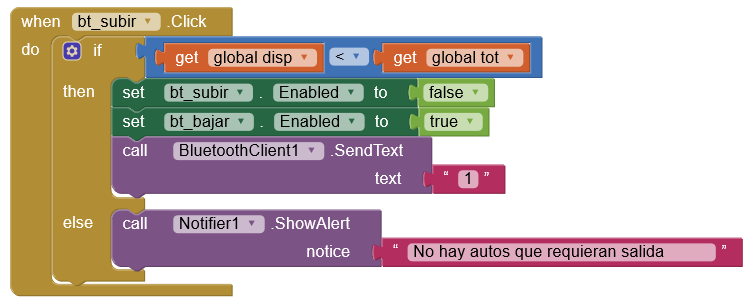 when bt_subir .Click
do if get global disp < get global tot
then set bt_subir . Enabled to false
set bt_bajar . Enabled to true
call BluetoothClient1 .SendText
text " 1 "
else call Notifier1 .ShowAlert
notice " No hay autos que requieran salida "